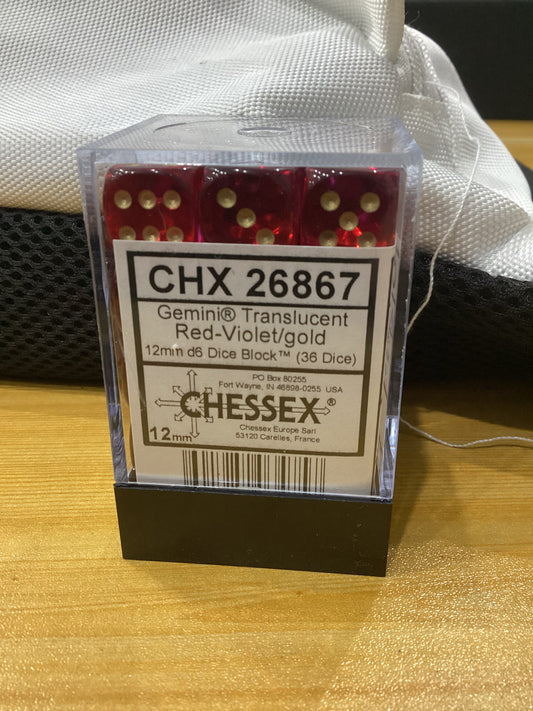 CHX 26867
Gemini® Translucent
Red-Violet/gold
12mm d6 Dice Block™ (36 Dice)
PO Box 80255
Fort Wayne, IN 46898-0255 USA
CHESSEX®
Chessex Europe Sarl
53120 Carelles, France
12mm